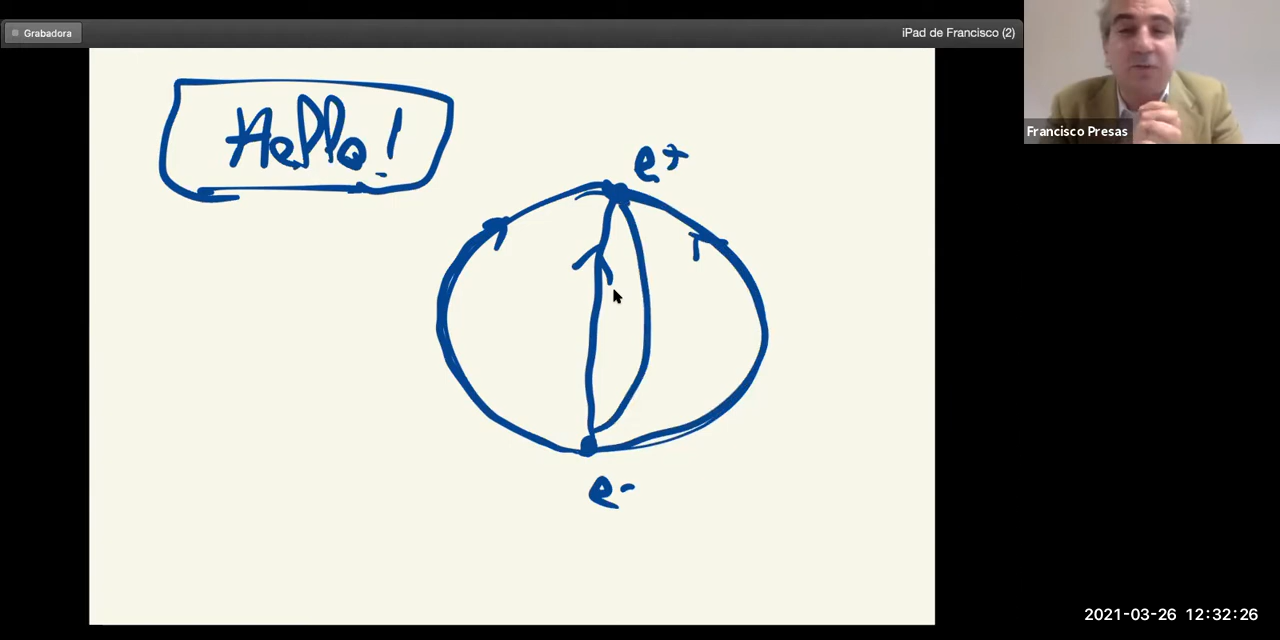 Grabadora
iPad de Francisco (2)
Hello!
Francisco Presas
e+
e-
2021-03-26 12:32:26